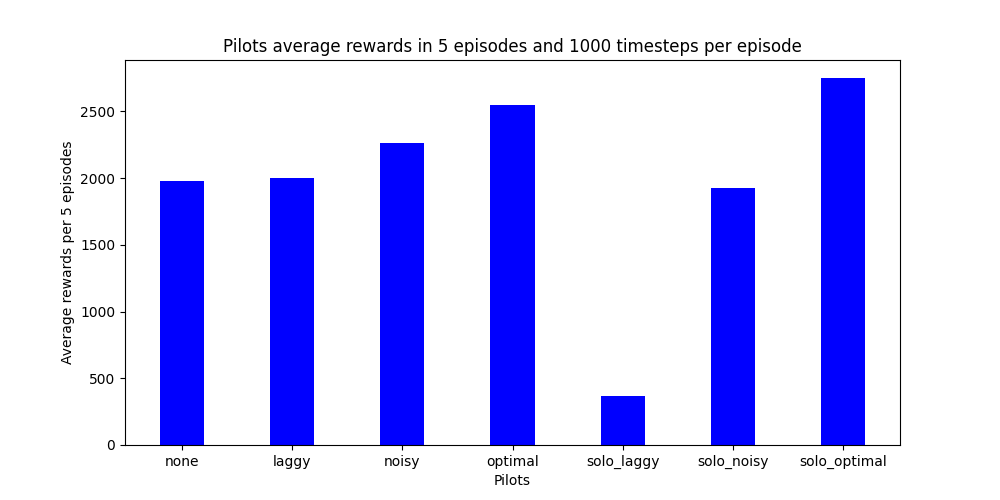 Pilots average rewards in 5 episodes and 1000 timesteps per episode
Average rewards per 5 episodes
2500
2000
1500
1000
500
0
none laggy noisy optimal solo_laggy solo_noisy solo_optimal
Pilots